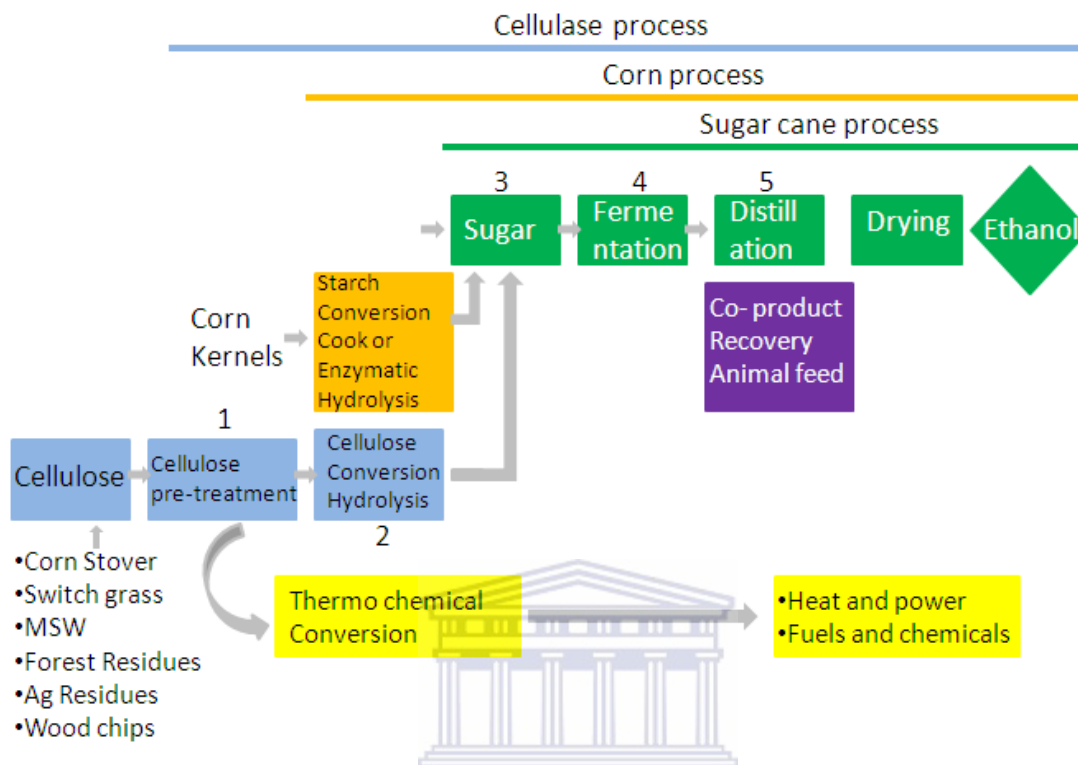 Cellulase process
Corn process
Sugar cane process
3
4
5
Sugar
Ferme
ntation
Distill
ation
Drying
Ethanol
Corn
Kernels
Starch
Conversion
Cook or
Enzymatic
Hydrolysis
Co- product
Recovery
Animal feed
1
Cellulose
Cellulose
pre-treatment
Cellulose
Conversion
Hydrolysis
2
•Corn Stover
•Switch grass
•MSW
•Forest Residues
•Ag Residues
•Wood chips
Thermo chemical
Conversion
•Heat and power
•Fuels and chemicals